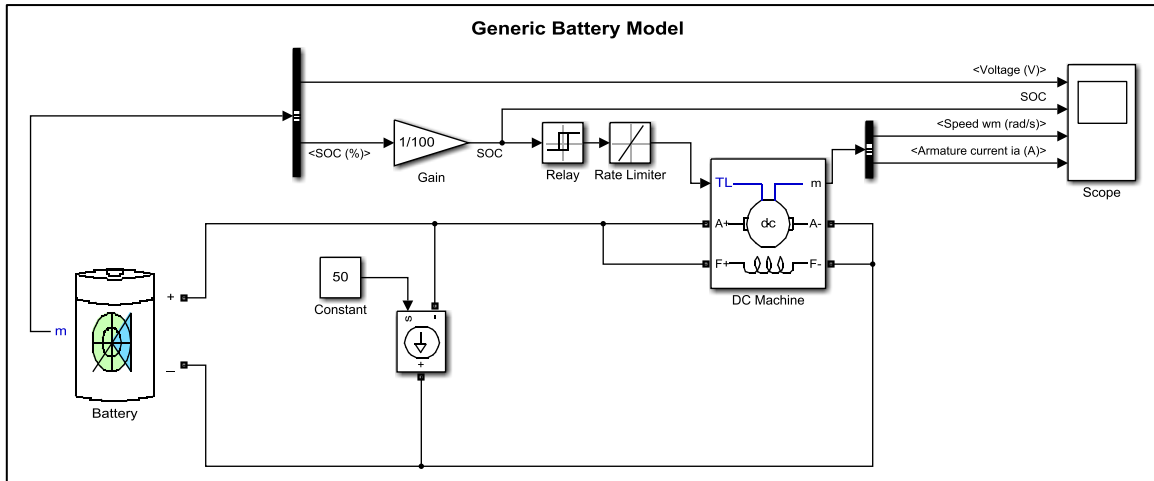 Generic Battery Model
<Voltage (V)>
SOC
<Speed wm (rad/s)>
<SOC (%)>
1/100
SOC
Gain
Relay
Rate Limiter
<Armature current ia (A)>
Scope
TL
m
A+
dc
A-
F+
F-
DC Machine
50
Constant
s
-
+
+
m
_
Battery